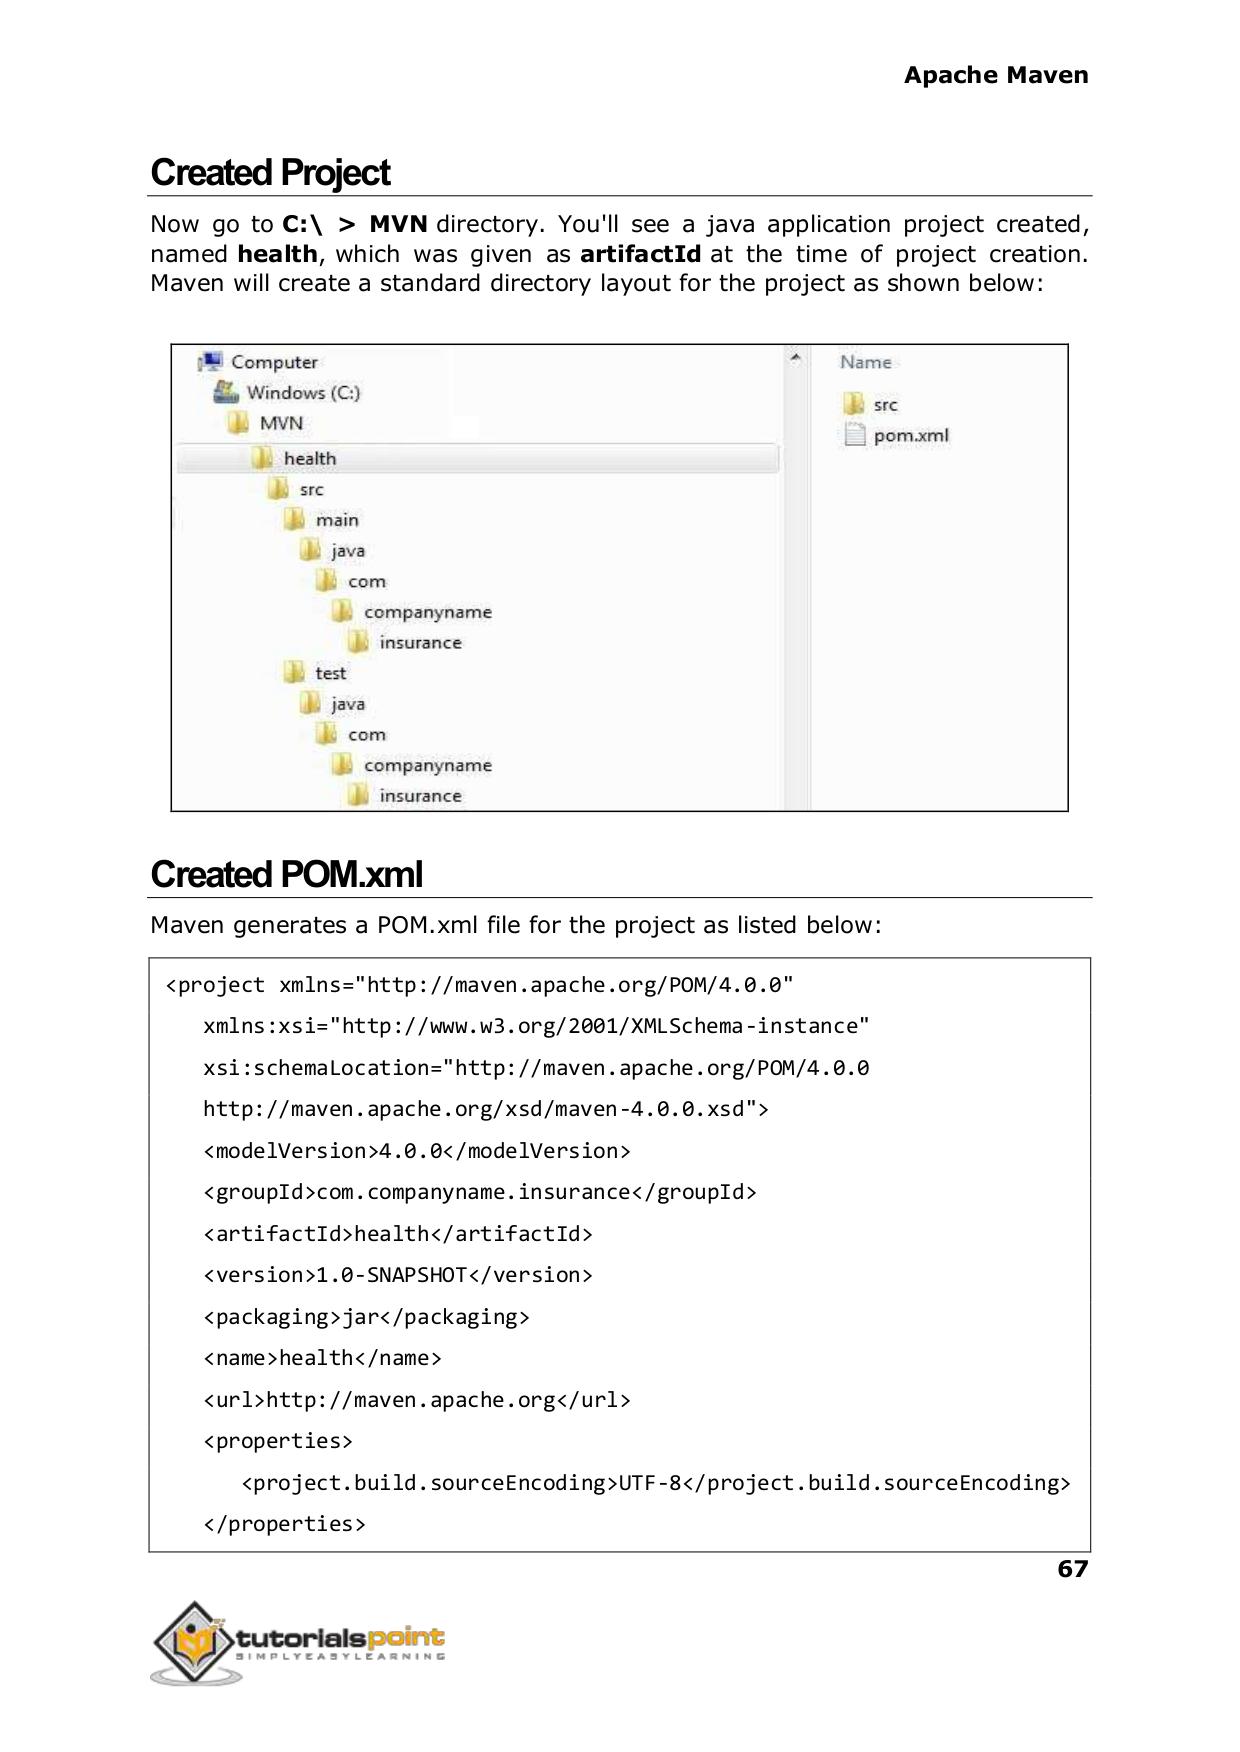 Apache Maven
Created Project
Now go to C:\ > MVN directory. You'll see a java application project created,
named health, which was given as artifactId at the time of project creation.
Maven will create a standard directory layout for the project as shown below:
Computer
Windows (C:)
MVN
health
src
main
java
com
companyname
insurance
test
java
com
companyname
insurance
Name
src
pom.xml
Created POM.xml
Maven generates a POM.xml file for the project as listed below:
<project xmlns="http://maven.apache.org/POM/4.0.0"
xmlns:xsi="http://www.w3.org/2001/XMLSchema-instance"
xsi:schemaLocation="http://maven.apache.org/POM/4.0.0
http://maven.apache.org/xsd/maven-4.0.0.xsd">
<modelVersion>4.0.0</modelVersion>
<groupId>com.companyname.insurance</groupId>
<artifactId>health</artifactId>
<version>1.0-SNAPSHOT</version>
<packaging>jar</packaging>
<name>health</name>
<url>http://maven.apache.org</url>
<properties>
<project.build.sourceEncoding>UTF-8</project.build.sourceEncoding>
</properties>
67
tutorialspoint
SIMPLYEASYLEARNING